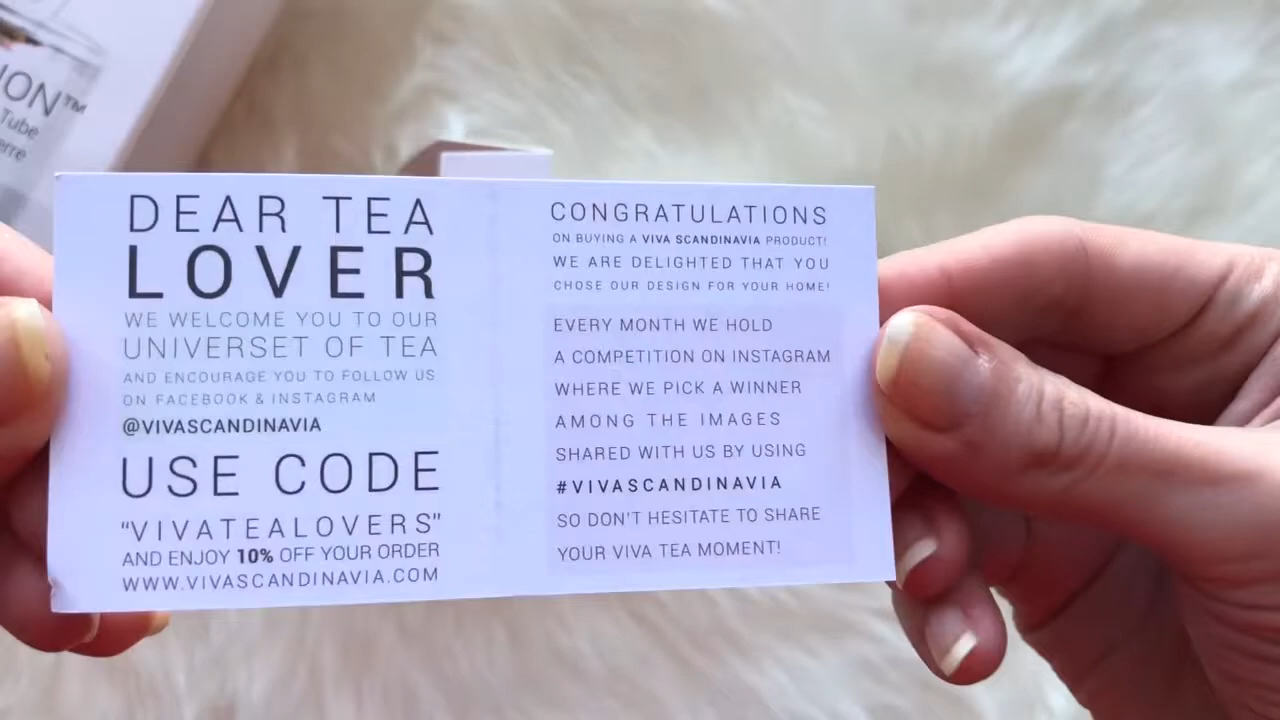 ION™
Tube
erre
DEAR TEA
LOVER
WE WELCOME YOU TO OUR
UNIVERSET OF TEA
AND ENCOURAGE YOU TO FOLLOW US
ON FACEBOOK & INSTAGRAM
@VIVASCANDINAVIA
USE CODE
“VIVATEALOVERS”
AND ENJOY 10% OFF YOUR ORDER
WWW.VIVASCANDINAVIA.COM
CONGRATULATIONS
ON BUYING A VIVA SCANDINAVIA PRODUCT!
WE ARE DELIGHTED THAT YOU
CHOSE OUR DESIGN FOR YOUR HOME!
EVERY MONTH WE HOLD
A COMPETITION ON INSTAGRAM
WHERE WE PICK A WINNER
AMONG THE IMAGES
SHARED WITH US BY USING
#VIVASCANDINAVIA
SO DON'T HESITATE TO SHARE
YOUR VIVA TEA MOMENT!